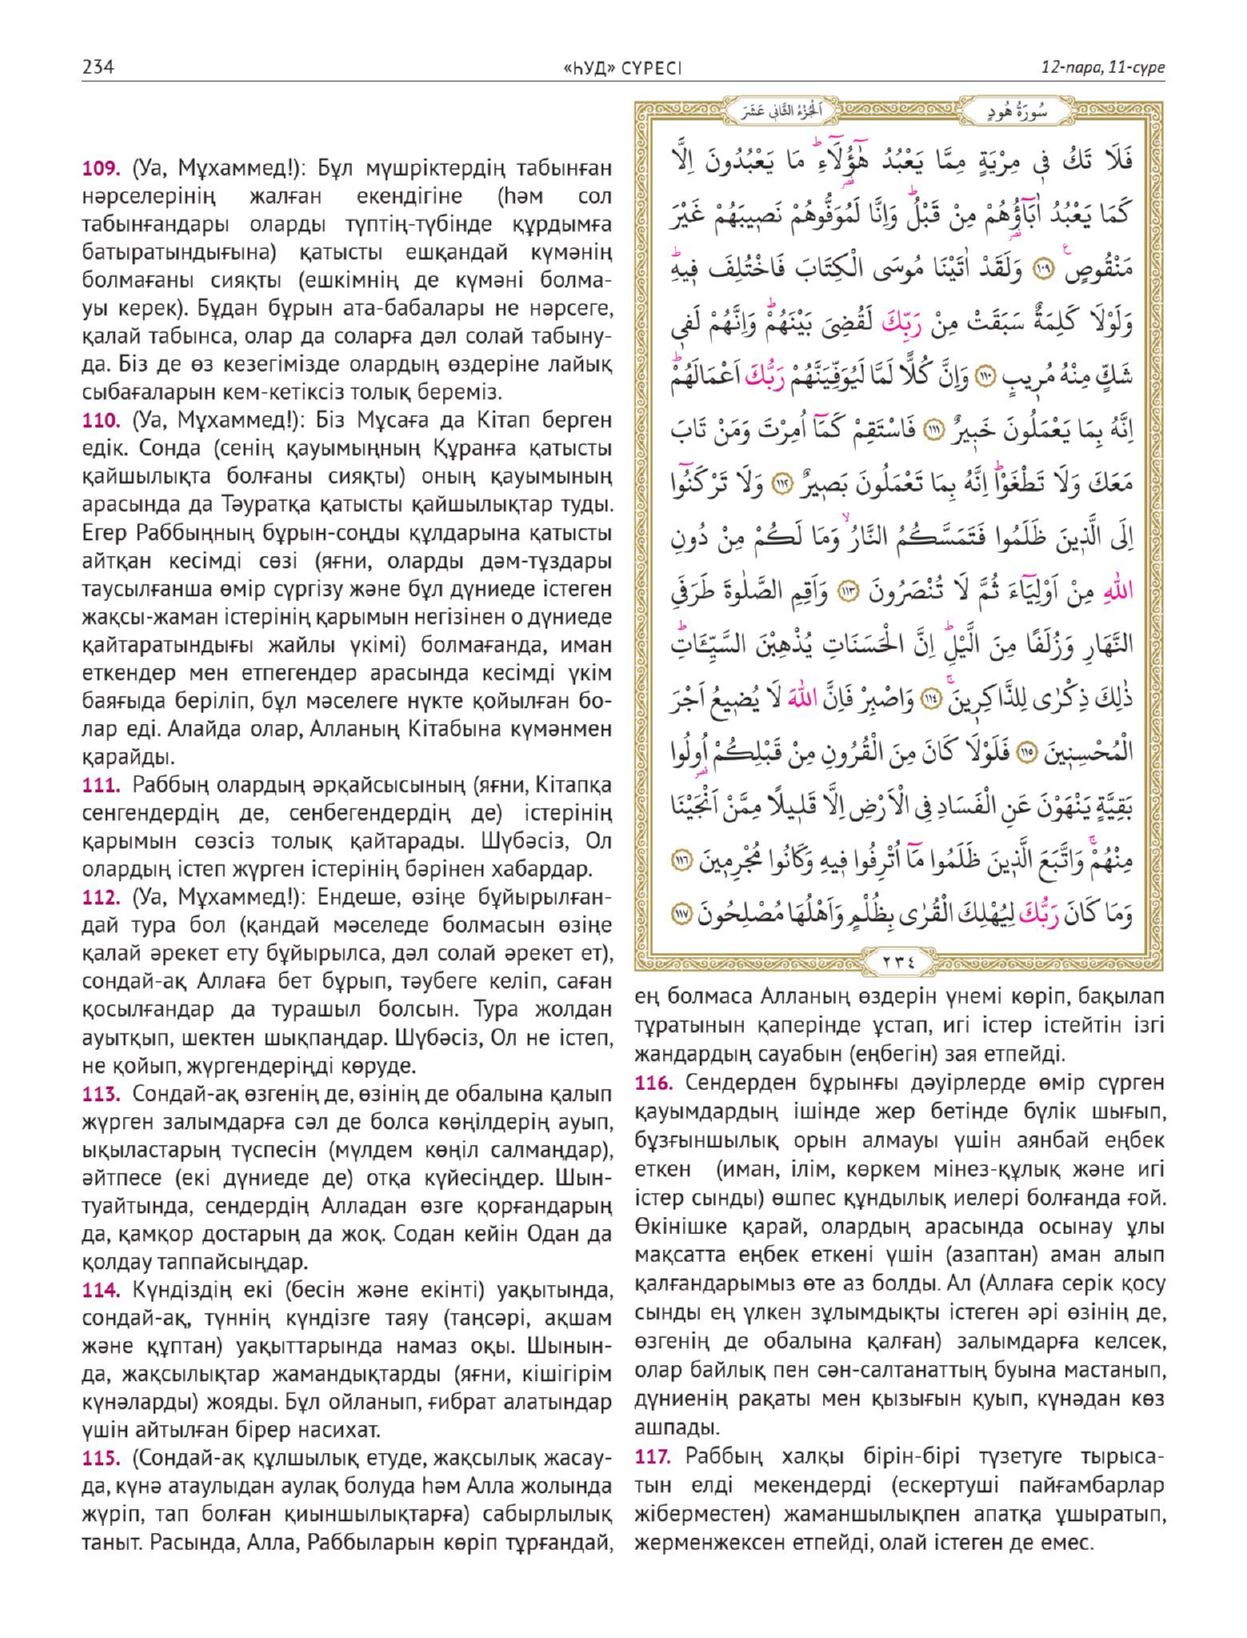 234
«ҺУД» СҮРЕСІ
12-пара, 11-сүре
109. (Уа, Мұхаммед!): Бұл мүшріктердің табынған
нәрселерінің жалған екендігіне (һәм сол
табынғандары оларды түптің-түбінде құрдымға
батыратындығына) қатысты ешқандай күмәнің
болмағаны сияқты (ешкімнің де күмәні болма-
уы керек). Бұдан бұрын ата-бабалары не нәрсеге,
қалай табынса, олар да соларға дәл солай табыну-
да. Біз де өз кезегімізде олардың өздеріне лайық
сыбағаларын кем-кетіксіз толық береміз.
110. (Уа, Мұхаммед!): Біз Мұсаға да Кітап берген
едік. Сонда (сенің қауымыңның Құранға қатысты
қайшылықта болғаны сияқты) оның қауымының
арасында да Тәуратқа қатысты қайшылықтар туды.
Егер Раббыңның бұрын-соңды құлдарына қатысты
айтқан кесімді сөзі (яғни, оларды дәм-тұздары
таусылғанша өмір сүргізу және бұл дүниеде істеген
жақсы-жаман істерінің қарымын негізінен о дүниеде
қайтаратындығы жайлы үкімі) болмағанда, иман
еткендер мен етпегендер арасында кесімді үкім
баяғыда беріліп, бұл мәселеге нүкте қойылған бо-
лар еді. Алайда олар, Алланың Кітабына күмәнмен
қарайды.
111. Раббың олардың әрқайсысының (яғни, Кітапқа
сенгендердің де, сенбегендердің де) істерінің
қарымын сөзсіз толық қайтарады. Шүбәсіз, Ол
олардың істеп жүрген істерінің бәрінен хабардар.
112. (Уа, Мұхаммед!): Ендеше, өзіңе бұйырылған-
дай тура бол (қандай мәселеде болмасын өзіңе
қалай әрекет ету бұйырылса, дәл солай әрекет ет),
сондай-ақ Аллаға бет бұрып, тәубеге келіп, саған
қосылғандар да турашыл болсын. Тура жолдан
ауытқып, шектен шықпаңдар. Шүбәсіз, Ол не істеп,
не қойып, жүргендеріңді көруде.
113. Сондай-ақ өзгенің де, өзінің де обалына қалып
жүрген залымдарға сәл де болса көңілдерің ауып,
ықыластарың түспесін (мүлдем көңіл салмаңдар),
әйтпесе (екі дүниеде де) отқа күйесіңдер. Шын-
туайтында, сендердің Алладан өзге қорғандарың
да, қамқор достарың да жоқ. Содан кейін Одан да
қолдау таппайсыңдар.
114. Күндіздің екі (бесін және екінті) уақытында,
сондай-ақ, түннің күндізге таяу (таңсәрі, ақшам
және құптан) уақыттарында намаз оқы. Шынын-
да, жақсылықтар жамандықтарды (яғни, кішігірім
күнәларды) жояды. Бұл ойланып, ғибрат алатындар
үшін айтылған бірер насихат.
115. (Сондай-ақ құлшылық етуде, жақсылық жасау-
да, күнә атаулыдан аулақ болуда һәм Алла жолында
жүріп, тап болған қиыншылықтарға) сабырлылық
таныт. Расында, Алла, Раббыларын көріп тұрғандай,
الْجُزْءُ الثَّانِي عَشَرَ
سُورَةُ هُودٍ
فَلَا تَكُ فِي مِرْيَةٍ مِمَّا يَعْبُدُ هٰٓؤُلَٓاءِۜ مَا يَعْبُدُونَ اِلَّا
كَمَا يَعْبُدُ اٰبَٓاؤُ۬هُمْ مِنْ قَبْلُۜ وَاِنَّا لَمُوَفُّوهُمْ نَص۪يبَهُمْ غَيْرَ
مَنْقُوصٍ۟ ﴿١٠٩﴾ وَلَقَدْ اٰتَيْنَا مُوسَى الْكِتَابَ فَاخْتُلِفَ ف۪يهِۜ
وَلَوْلَا كَلِمَةٌ سَبَقَتْ مِنْ رَبِّكَ لَقُضِيَ بَيْنَهُمْۜ وَاِنَّهُمْ لَف۪ي
شَكٍّ مِنْهُ مُر۪يبٍ ﴿١١٠﴾ وَاِنَّ كُلًّا لَمَّا لَيُوَفِّيَنَّهُمْ رَبُّكَ اَعْمَالَهُمْۜ
اِنَّهُ بِمَا يَعْمَلُونَ خَب۪يرٌ ﴿١١١﴾ فَاسْتَقِمْ كَمَٓا اُمِرْتَ وَمَنْ تَابَ
مَعَكَ وَلَا تَطْغَوْاۜ اِنَّهُ بِمَا تَعْمَلُونَ بَص۪يرٌ ﴿١١٢﴾ وَلَا تَرْكَنُٓوا
اِلَى الَّذ۪ينَ ظَلَمُوا فَتَمَسَّكُمُ النَّارُۙ وَمَا لَكُمْ مِنْ دُونِ
اللّٰهِ مِنْ اَوْلِيَٓاءَ ثُمَّ لَا تُنْصَرُونَ ﴿١١٣﴾ وَاَقِمِ الصَّلٰوةَ طَرَفَيِ
النَّهَارِ وَزُلَفًا مِنَ الَّيْلِۜ اِنَّ الْحَسَنَاتِ يُذْهِبْنَ السَّيِّـَٔاتِۜ
ذٰلِكَ ذِكْرٰى لِلذَّاكِر۪ينَۚ ﴿١١٤﴾ وَاصْبِرْ فَاِنَّ اللّٰهَ لَا يُض۪يعُ اَجْرَ
الْمُحْسِن۪ينَ ﴿١١٥﴾ فَلَوْلَا كَانَ مِنَ الْقُرُونِ مِنْ قَبْلِكُمْ اُو۬لُوا
بَقِيَّةٍ يَنْهَوْنَ عَنِ الْفَسَادِ فِي الْاَرْضِ اِلَّا قَل۪يلًا مِمَّنْ اَنْجَيْنَا
مِنْهُمْۚ وَاتَّبَعَ الَّذ۪ينَ ظَلَمُوا مَٓا اُتْرِفُوا ف۪يهِ وَكَانُوا مُجْرِم۪ينَ ﴿١١٦﴾
وَمَا كَانَ رَبُّكَ لِيُهْلِكَ الْقُرٰى بِظُلْمٍ وَاَهْلُهَا مُصْلِحُونَ ﴿١١٧﴾
٢٣٤
ең болмаса Алланың өздерін үнемі көріп, бақылап
тұратынын қаперінде ұстап, игі істер істейтін ізгі
жандардың сауабын (еңбегін) зая етпейді.
116. Сендерден бұрынғы дәуірлерде өмір сүрген
қауымдардың ішінде жер бетінде бүлік шығып,
бұзғыншылық орын алмауы үшін аянбай еңбек
еткен (иман, ілім, көркем мінез-құлық және игі
істер сынды) өшпес құндылық иелері болғанда ғой.
Өкінішке қарай, олардың арасында осынау ұлы
мақсатта еңбек еткені үшін (азаптан) аман алып
қалғандарымыз өте аз болды. Ал (Аллаға серік қосу
сынды ең үлкен зұлымдықты істеген әрі өзінің де,
өзгенің де обалына қалған) залымдарға келсек,
олар байлық пен сән-салтанаттың буына мастанып,
дүниенің рақаты мен қызығын қуып, күнәдан көз
ашпады.
117. Раббың халқы бірін-бірі түзетуге тырыса-
тын елді мекендерді (ескертуші пайғамбарлар
жіберместен) жаманшылықпен апатқа ұшыратып,
жерменжексен етпейді, олай істеген де емес.